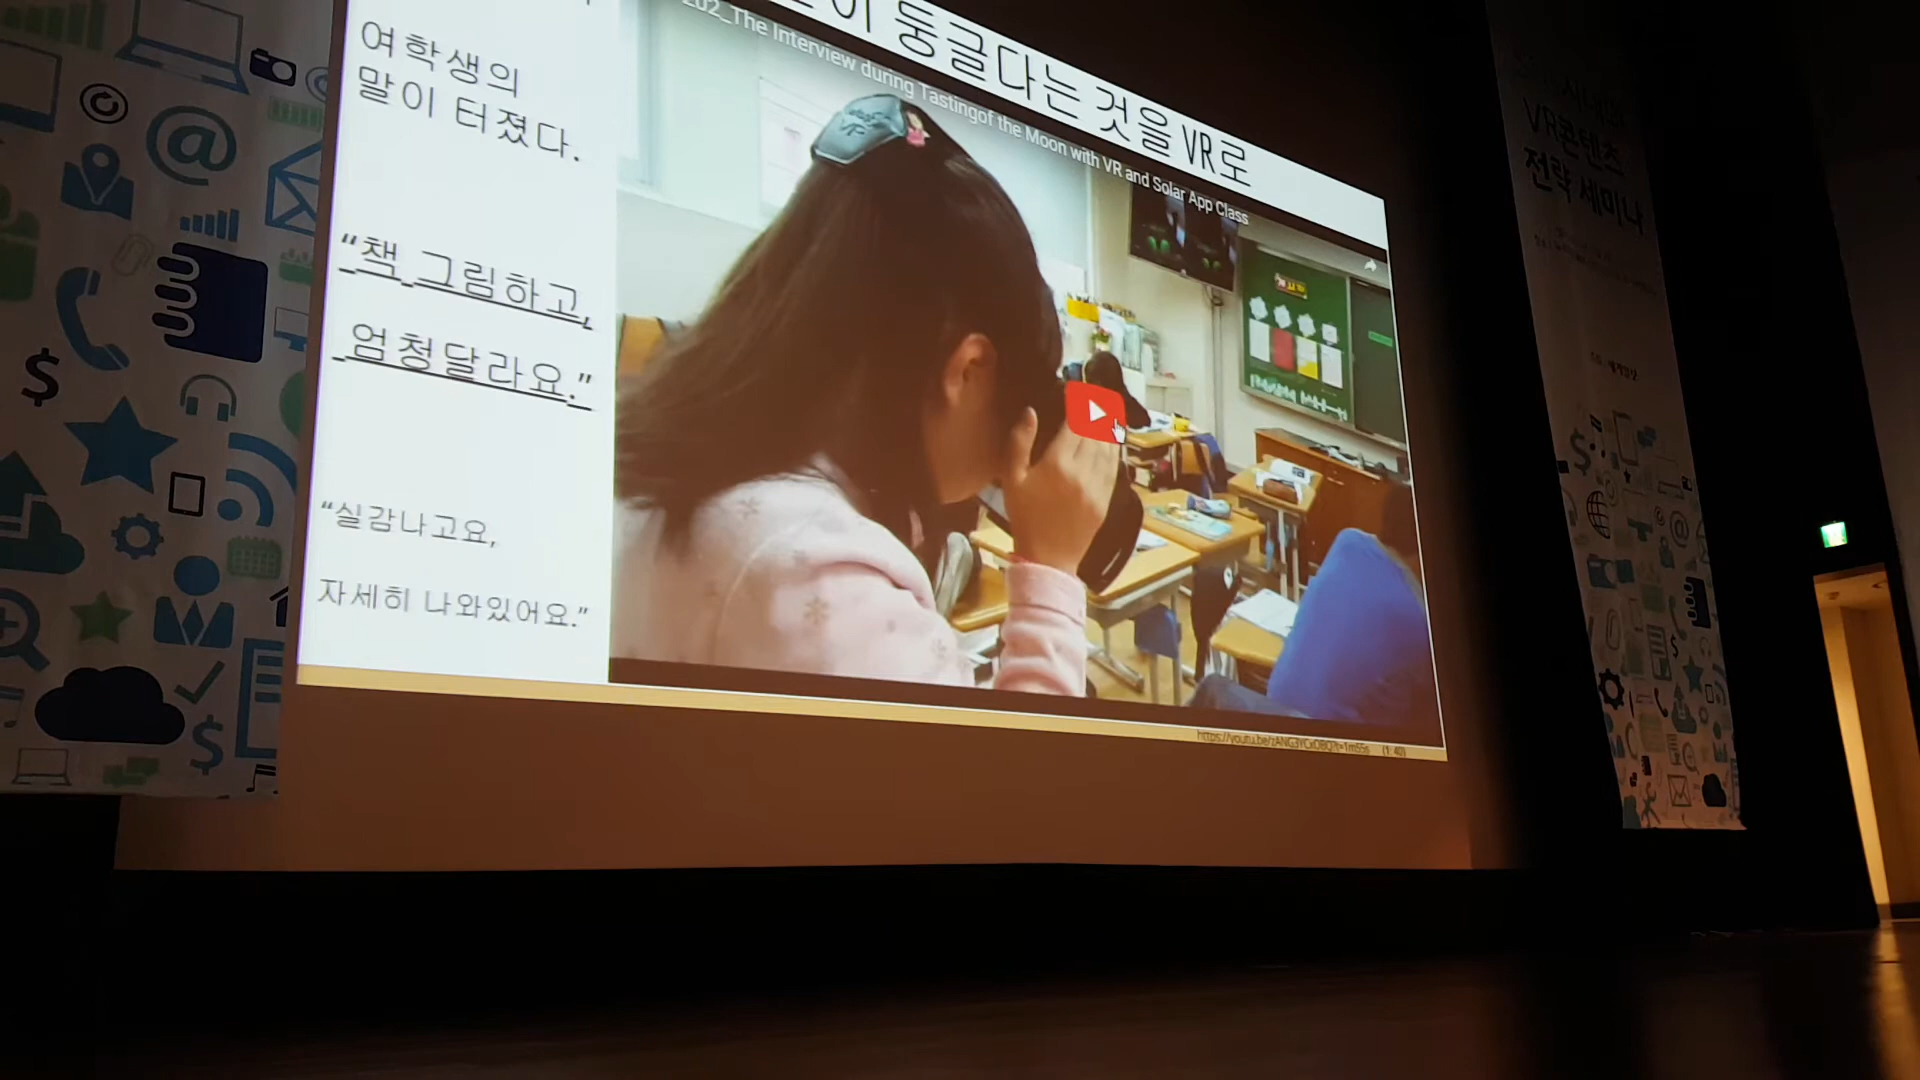 이 둥글다는 것을 VR로
여학생의
말이 터졌다.
“책 그림하고,
엄청달라요.”
“실감나고요,
자세히 나와있어요.”
202_The Interview during Tastingof the Moon with VR and Solar App Class
VR콘텐츠
전략 세미나